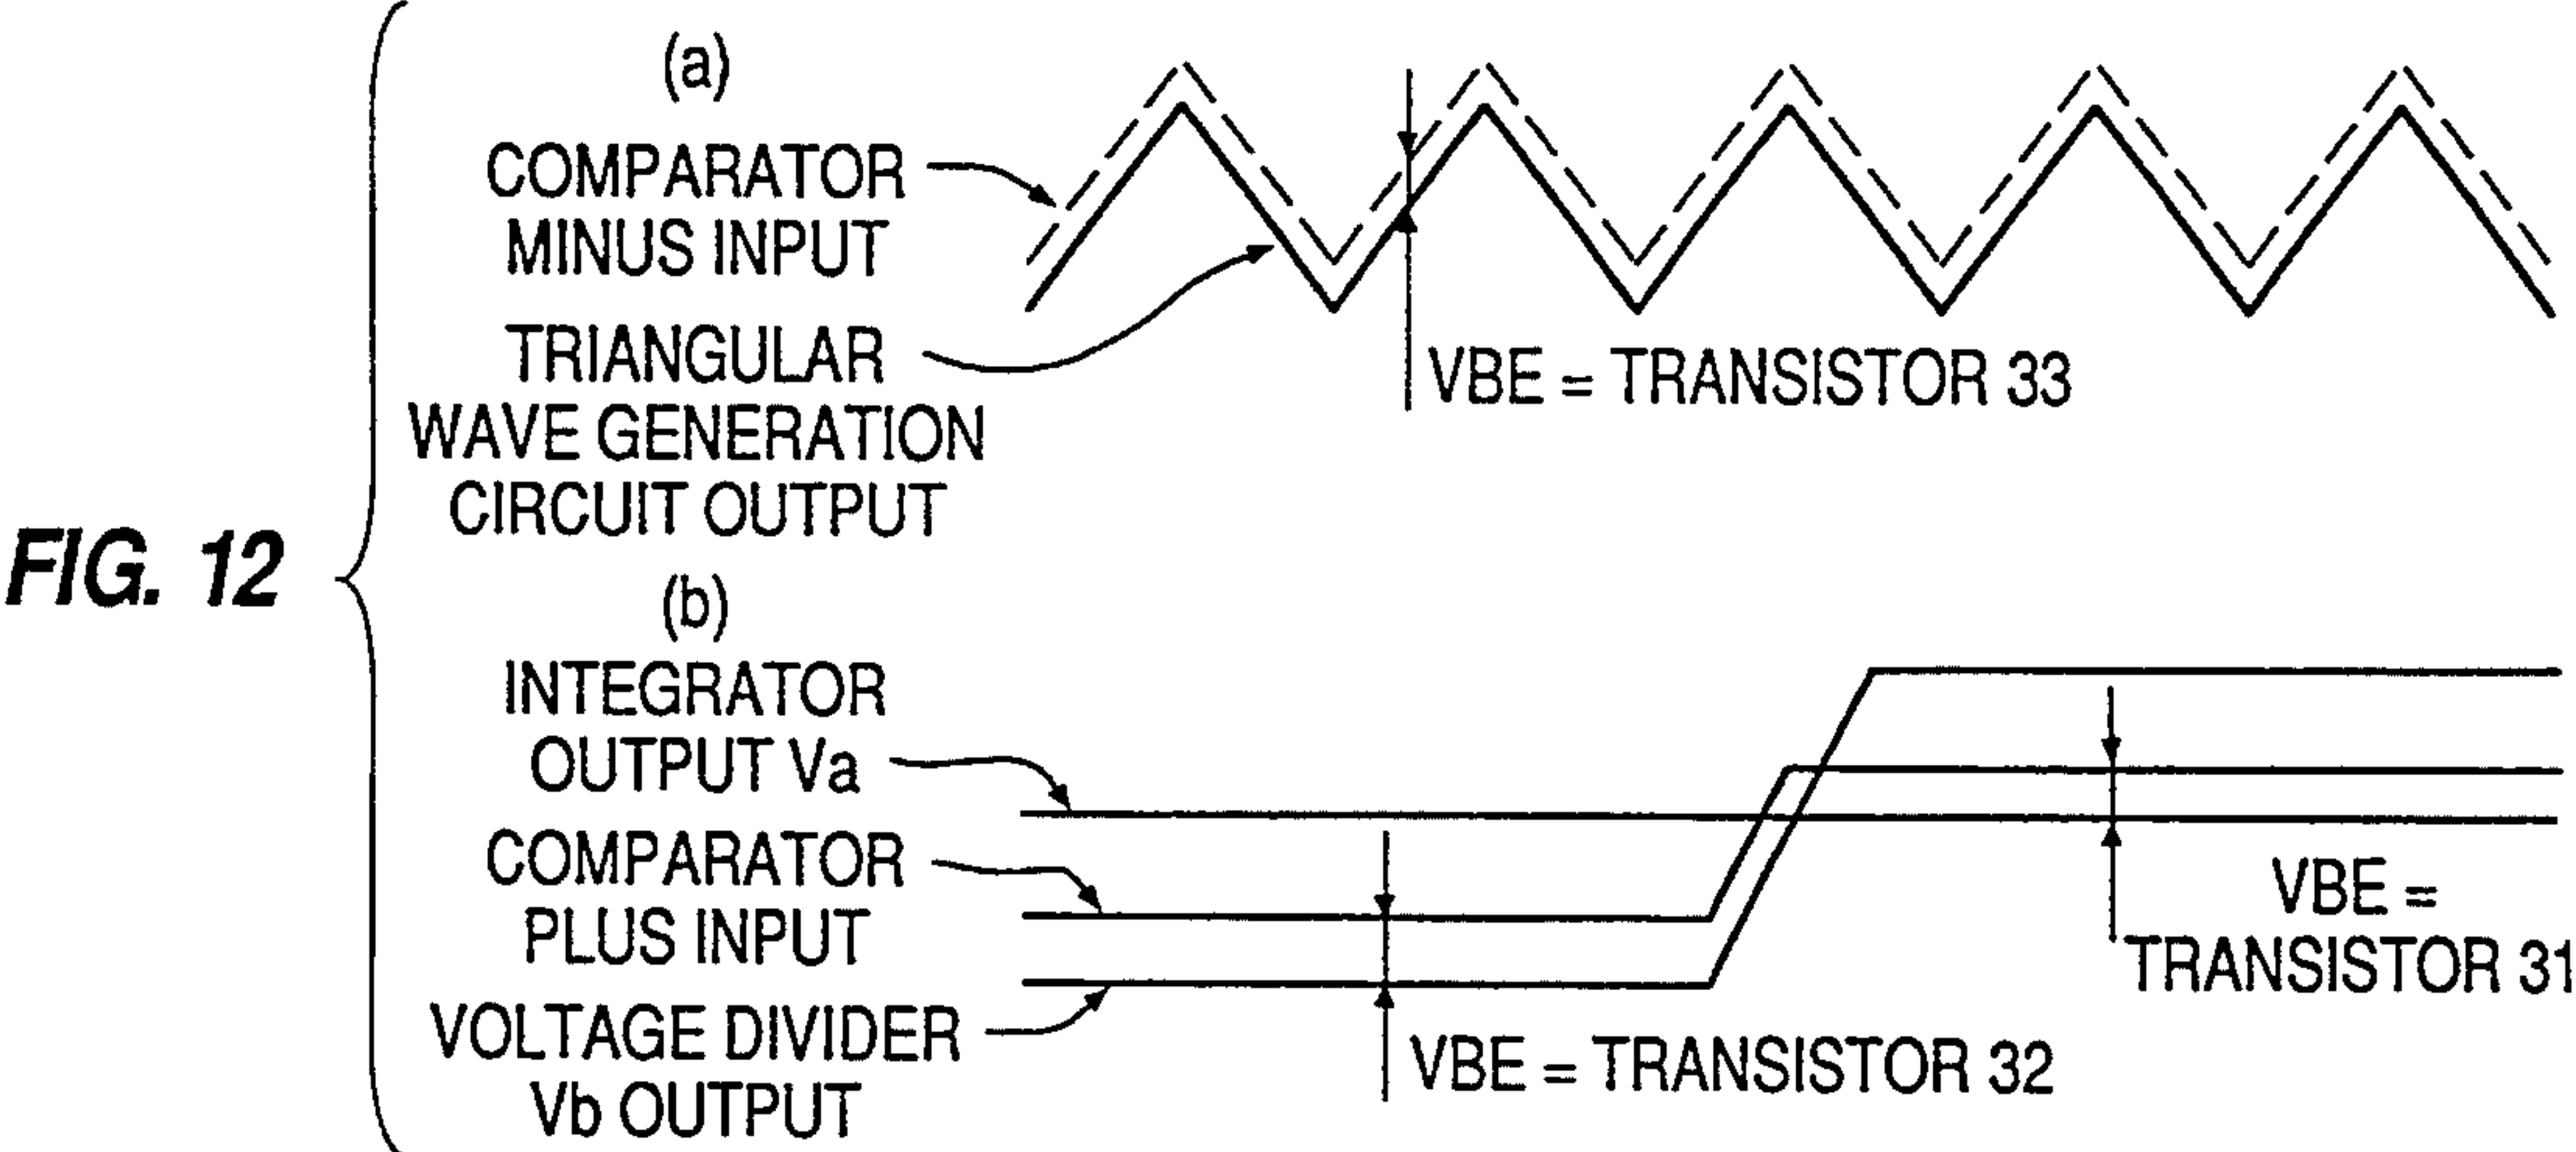 FIG. 12
(a)
COMPARATOR
MINUS INPUT
TRIANGULAR
WAVE GENERATION
CIRCUIT OUTPUT
VBE = TRANSISTOR 33
(b)
INTEGRATOR
OUTPUT Va
COMPARATOR
PLUS INPUT
VOLTAGE DIVIDER
Vb OUTPUT
VBE =
TRANSISTOR 31
VBE = TRANSISTOR 32